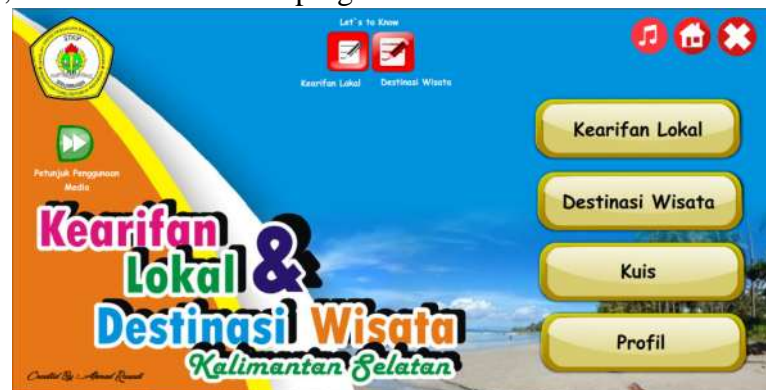 Let's to Know
Kearifan Lokal
Destinasi Wisata
STKIP
Petunjuk Penggunaan
Media
Kearifan Lokal
Destinasi Wisata
Kuis
Profil
Kearifan
Lokal &
Destinasi Wisata
Kalimantan Selatan